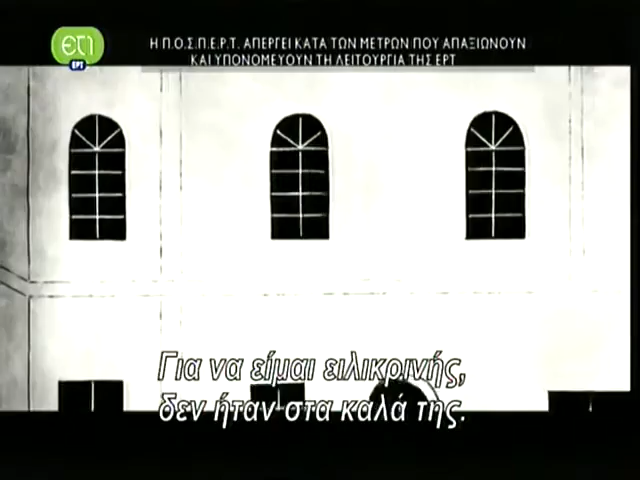 ετ1
ΕΡΤ
Η Π.Ο.Σ.Π.Ε.Ρ.Τ. ΑΠΕΡΓΕΙ ΚΑΤΑ ΤΩΝ ΜΕΤΡΩΝ ΠΟΥ ΑΠΑΞΙΩΝΟΥΝ
ΚΑΙ ΥΠΟΝΟΜΕΥΟΥΝ ΤΗ ΛΕΙΤΟΥΡΓΙΑ ΤΗΣ ΕΡΤ
Για να είμαι ειλικρινής,
δεν ήταν στα καλά της.